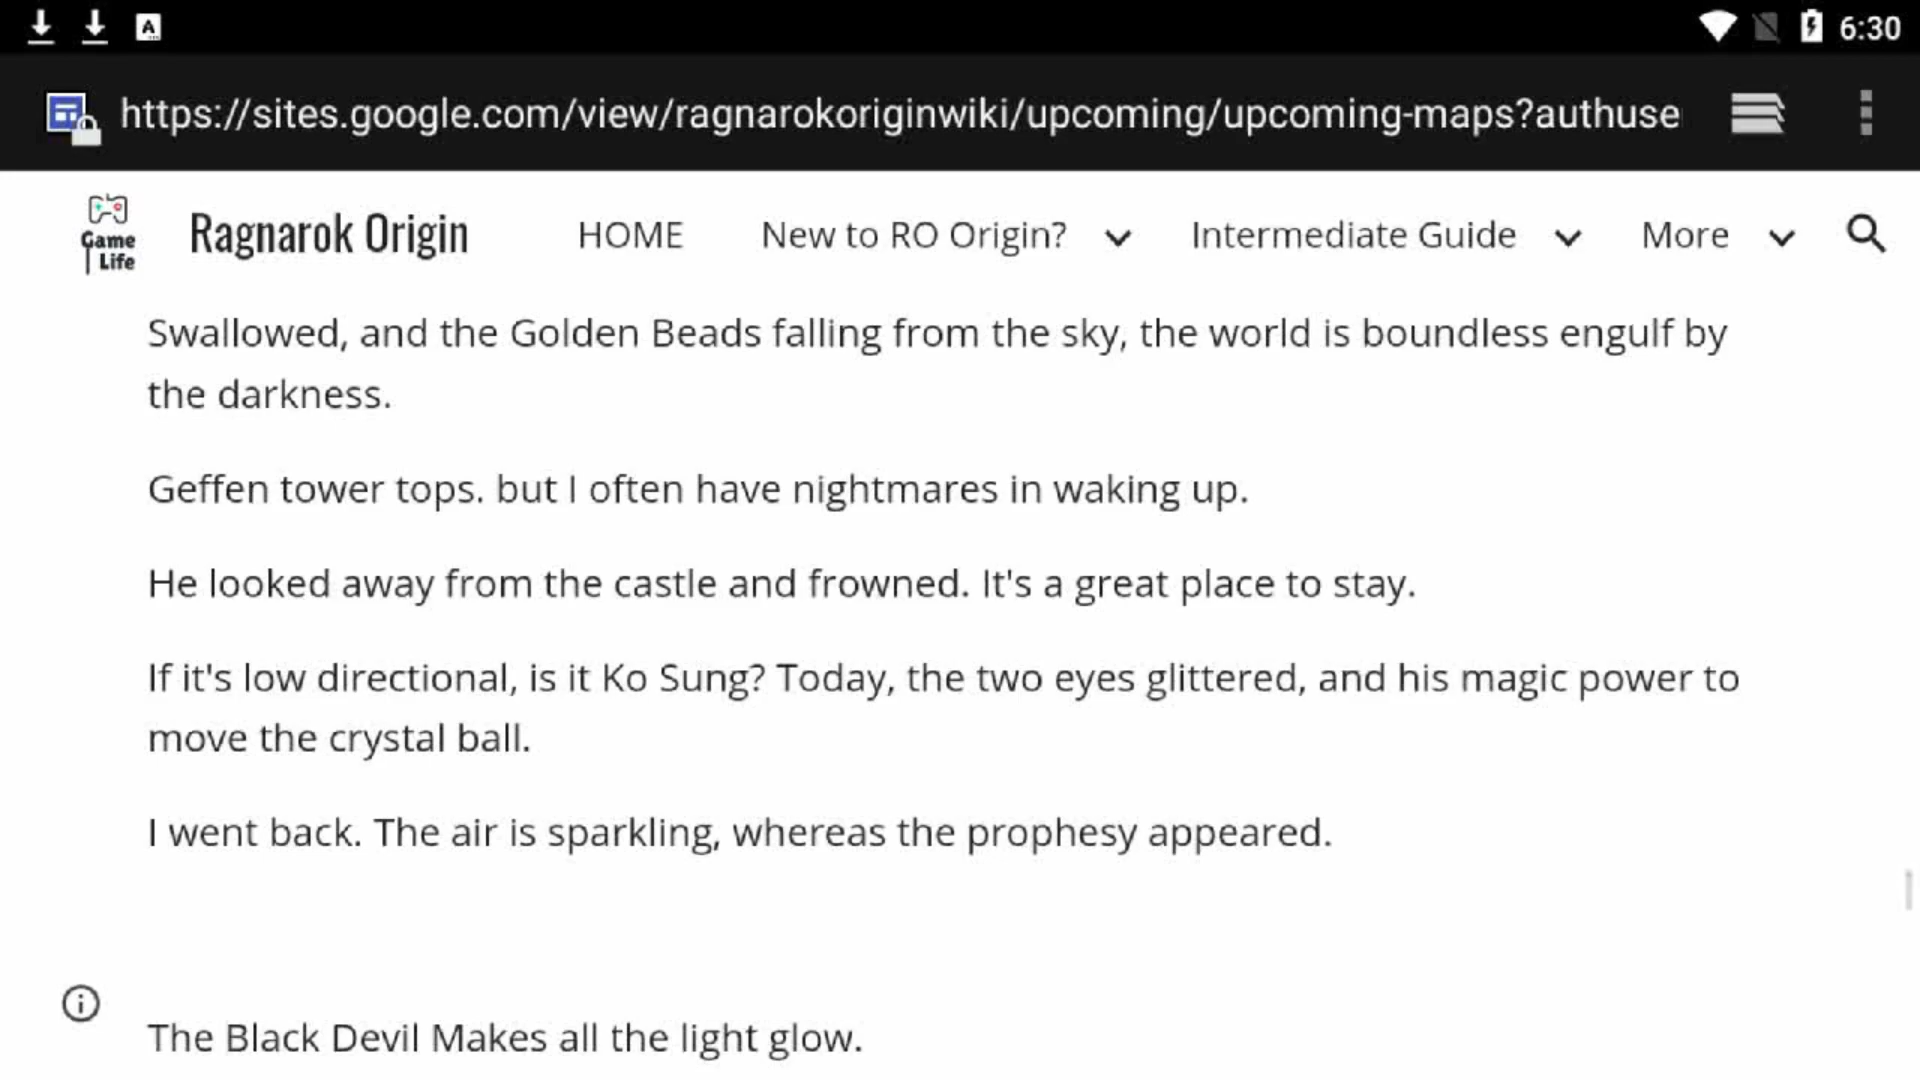 A
6:30
https://sites.google.com/view/ragnarokoriginwiki/upcoming/upcoming-maps?authuse
Game
Life
Ragnarok Origin
HOME
New to RO Origin?
Intermediate Guide
More
Swallowed, and the Golden Beads falling from the sky, the world is boundless engulf by
the darkness.
Geffen tower tops. but I often have nightmares in waking up.
He looked away from the castle and frowned. It's a great place to stay.
If it's low directional, is it Ko Sung? Today, the two eyes glittered, and his magic power to
move the crystal ball.
I went back. The air is sparkling, whereas the prophesy appeared.
The Black Devil Makes all the light glow.